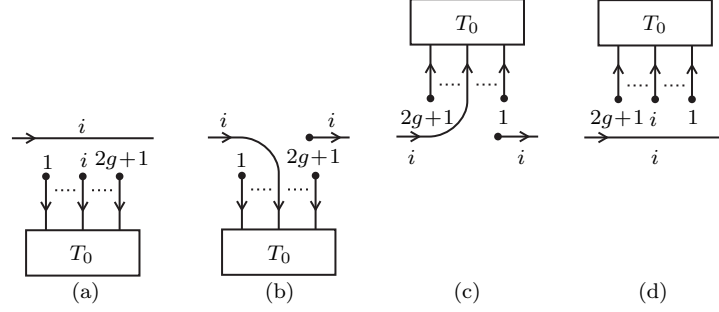 T₀ T₀
i
i i 2g+1 i 1 2g+1 i 1
1 i 2g+1 1 2g+1 i i i
T₀ T₀
(a) (b) (c) (d)